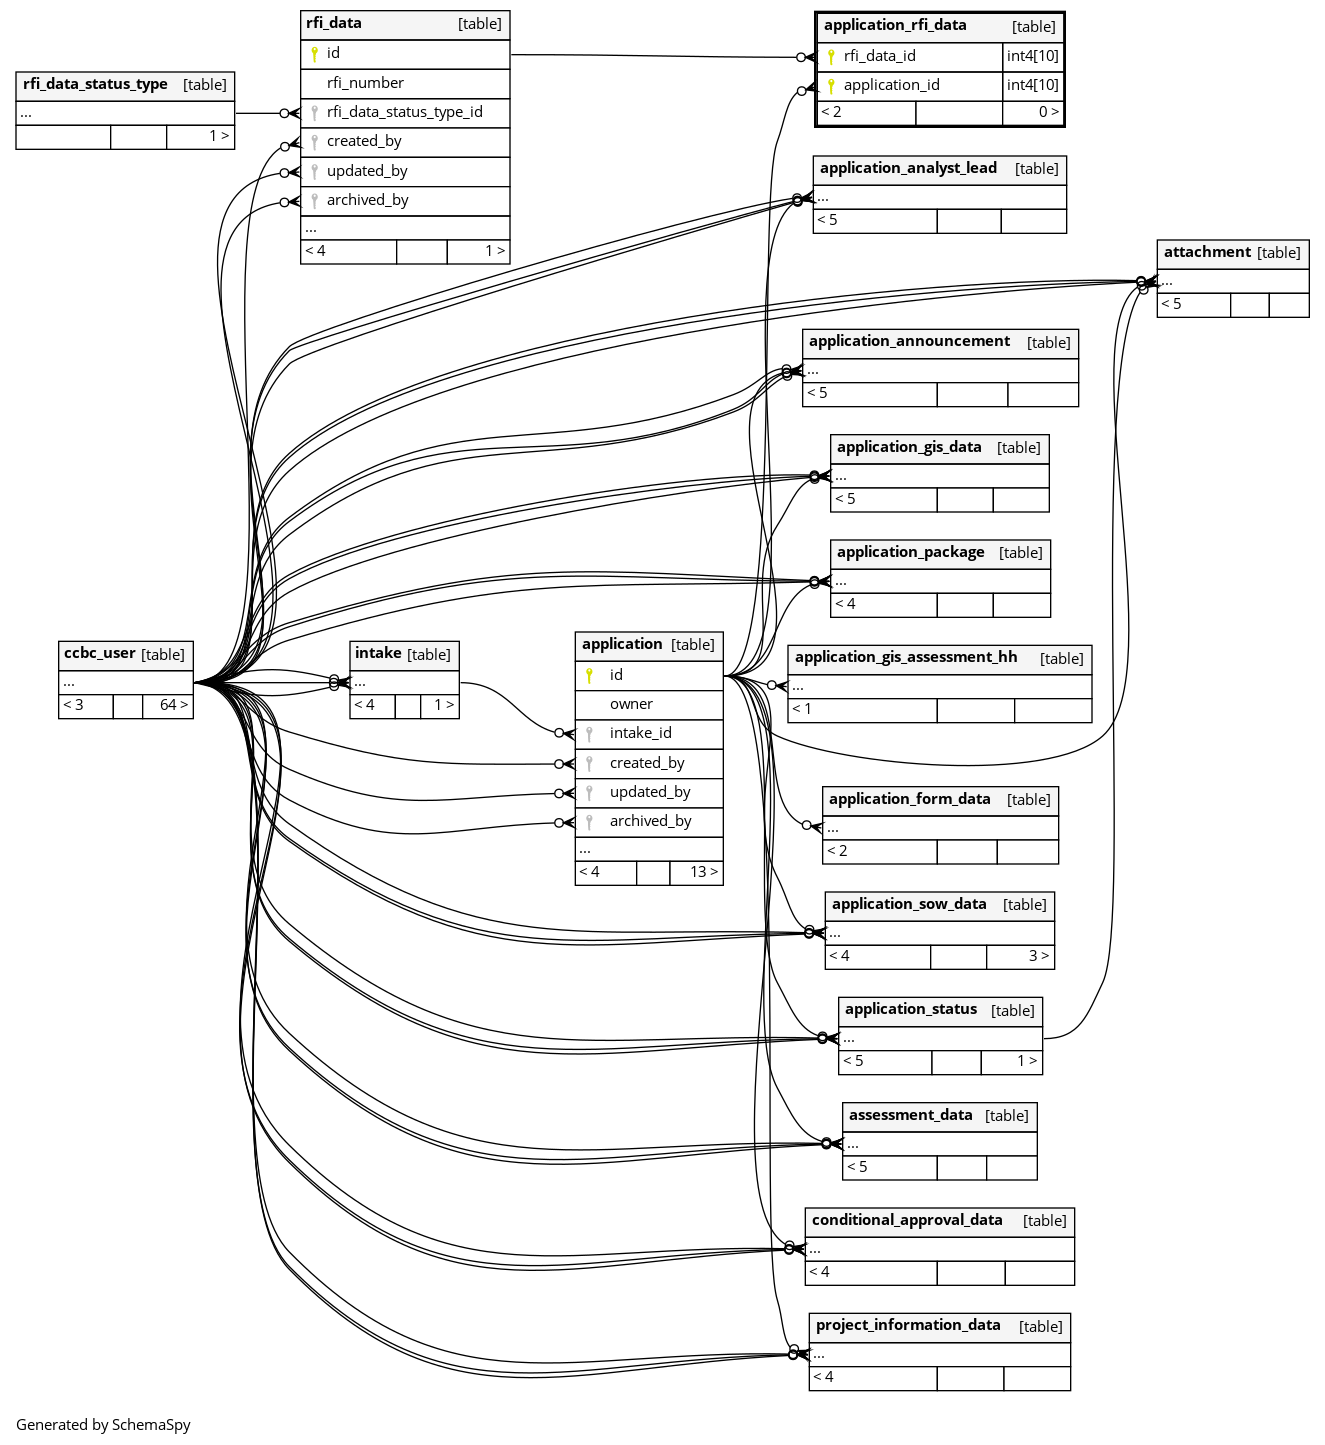 rfi_data [table]
id
rfi_number
rfi_data_status_type_id
created_by
updated_by
archived_by
...
< 4 1 >
application_rfi_data [table]
rfi_data_id int4[10]
application_id int4[10]
< 2 0 >
rfi_data_status_type [table]
...
1 >
application_analyst_lead [table]
...
< 5
attachment [table]
...
< 5
application_announcement [table]
...
< 5
application_gis_data [table]
...
< 5
application_package [table]
...
< 4
ccbc_user [table]
...
< 3 64 >
intake [table]
...
< 4 1 >
application [table]
id
owner
intake_id
created_by
updated_by
archived_by
...
< 4 13 >
application_gis_assessment_hh [table]
...
< 1
application_form_data [table]
...
< 2
application_sow_data [table]
...
< 4 3 >
application_status [table]
...
< 5 1 >
assessment_data [table]
...
< 5
conditional_approval_data [table]
...
< 4
project_information_data [table]
...
< 4
Generated by SchemaSpy